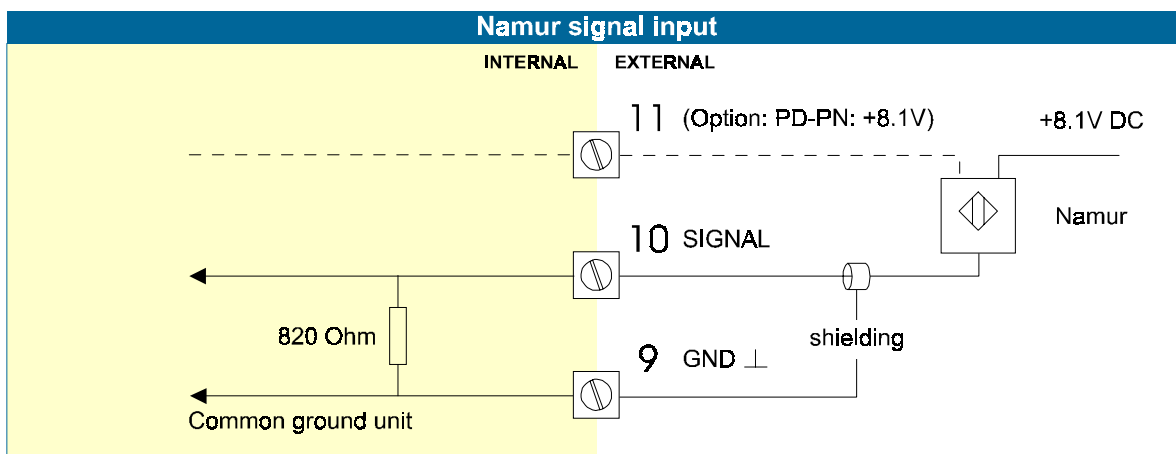 Namur signal input
INTERNAL
EXTERNAL
11 (Option: PD-PN: +8.1V)
+8.1V DC
Namur
10 SIGNAL
820 Ohm
shielding
9 GND ⊥
Common ground unit